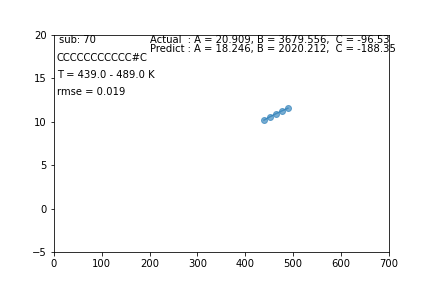 sub: 70
Actual : A = 20.909, B = 3679.556, C = -96.53
Predict : A = 18.246, B = 2020.212, C = -188.35
CCCCCCCCCCC#C
T = 439.0 - 489.0 K
rmse = 0.019
20
15
10
5
0
−5
0 100 200 300 400 500 600 700